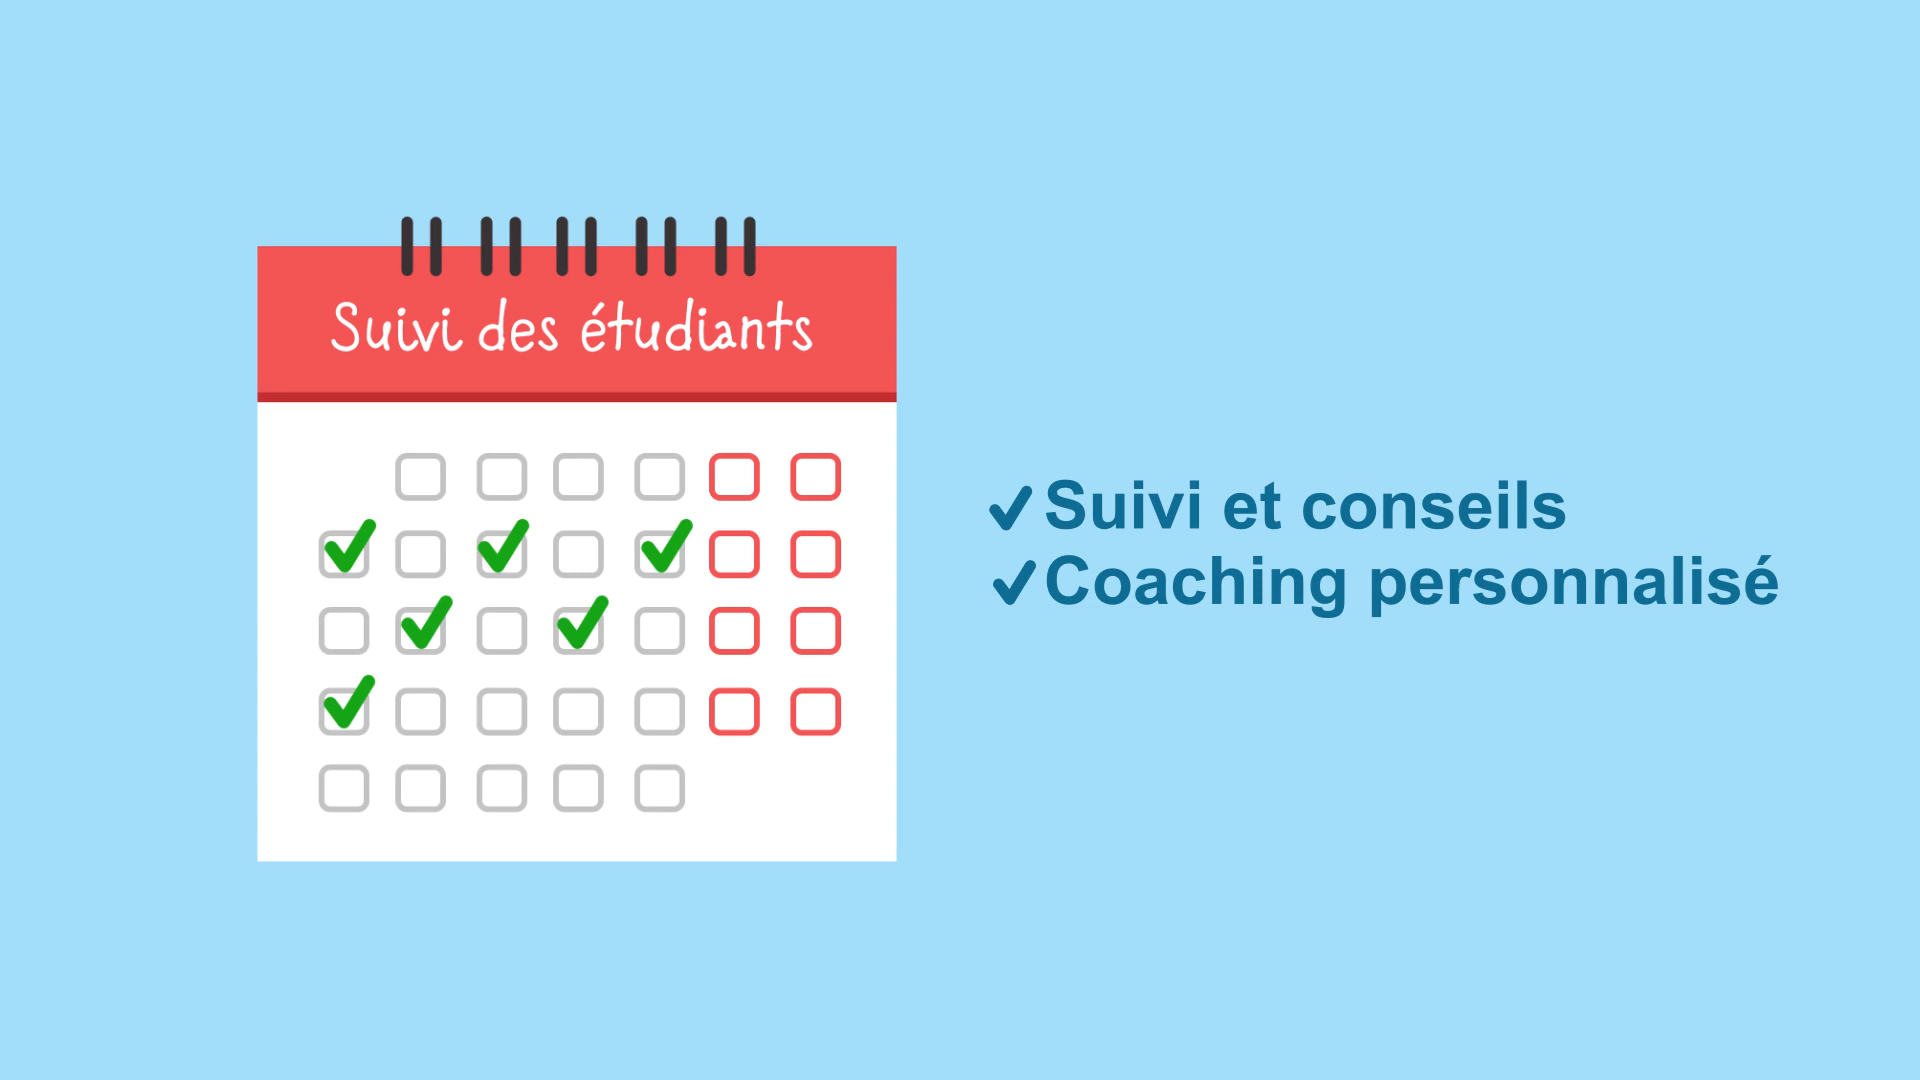 Suivi des étudiants
Suivi et conseils
Coaching personnalisé